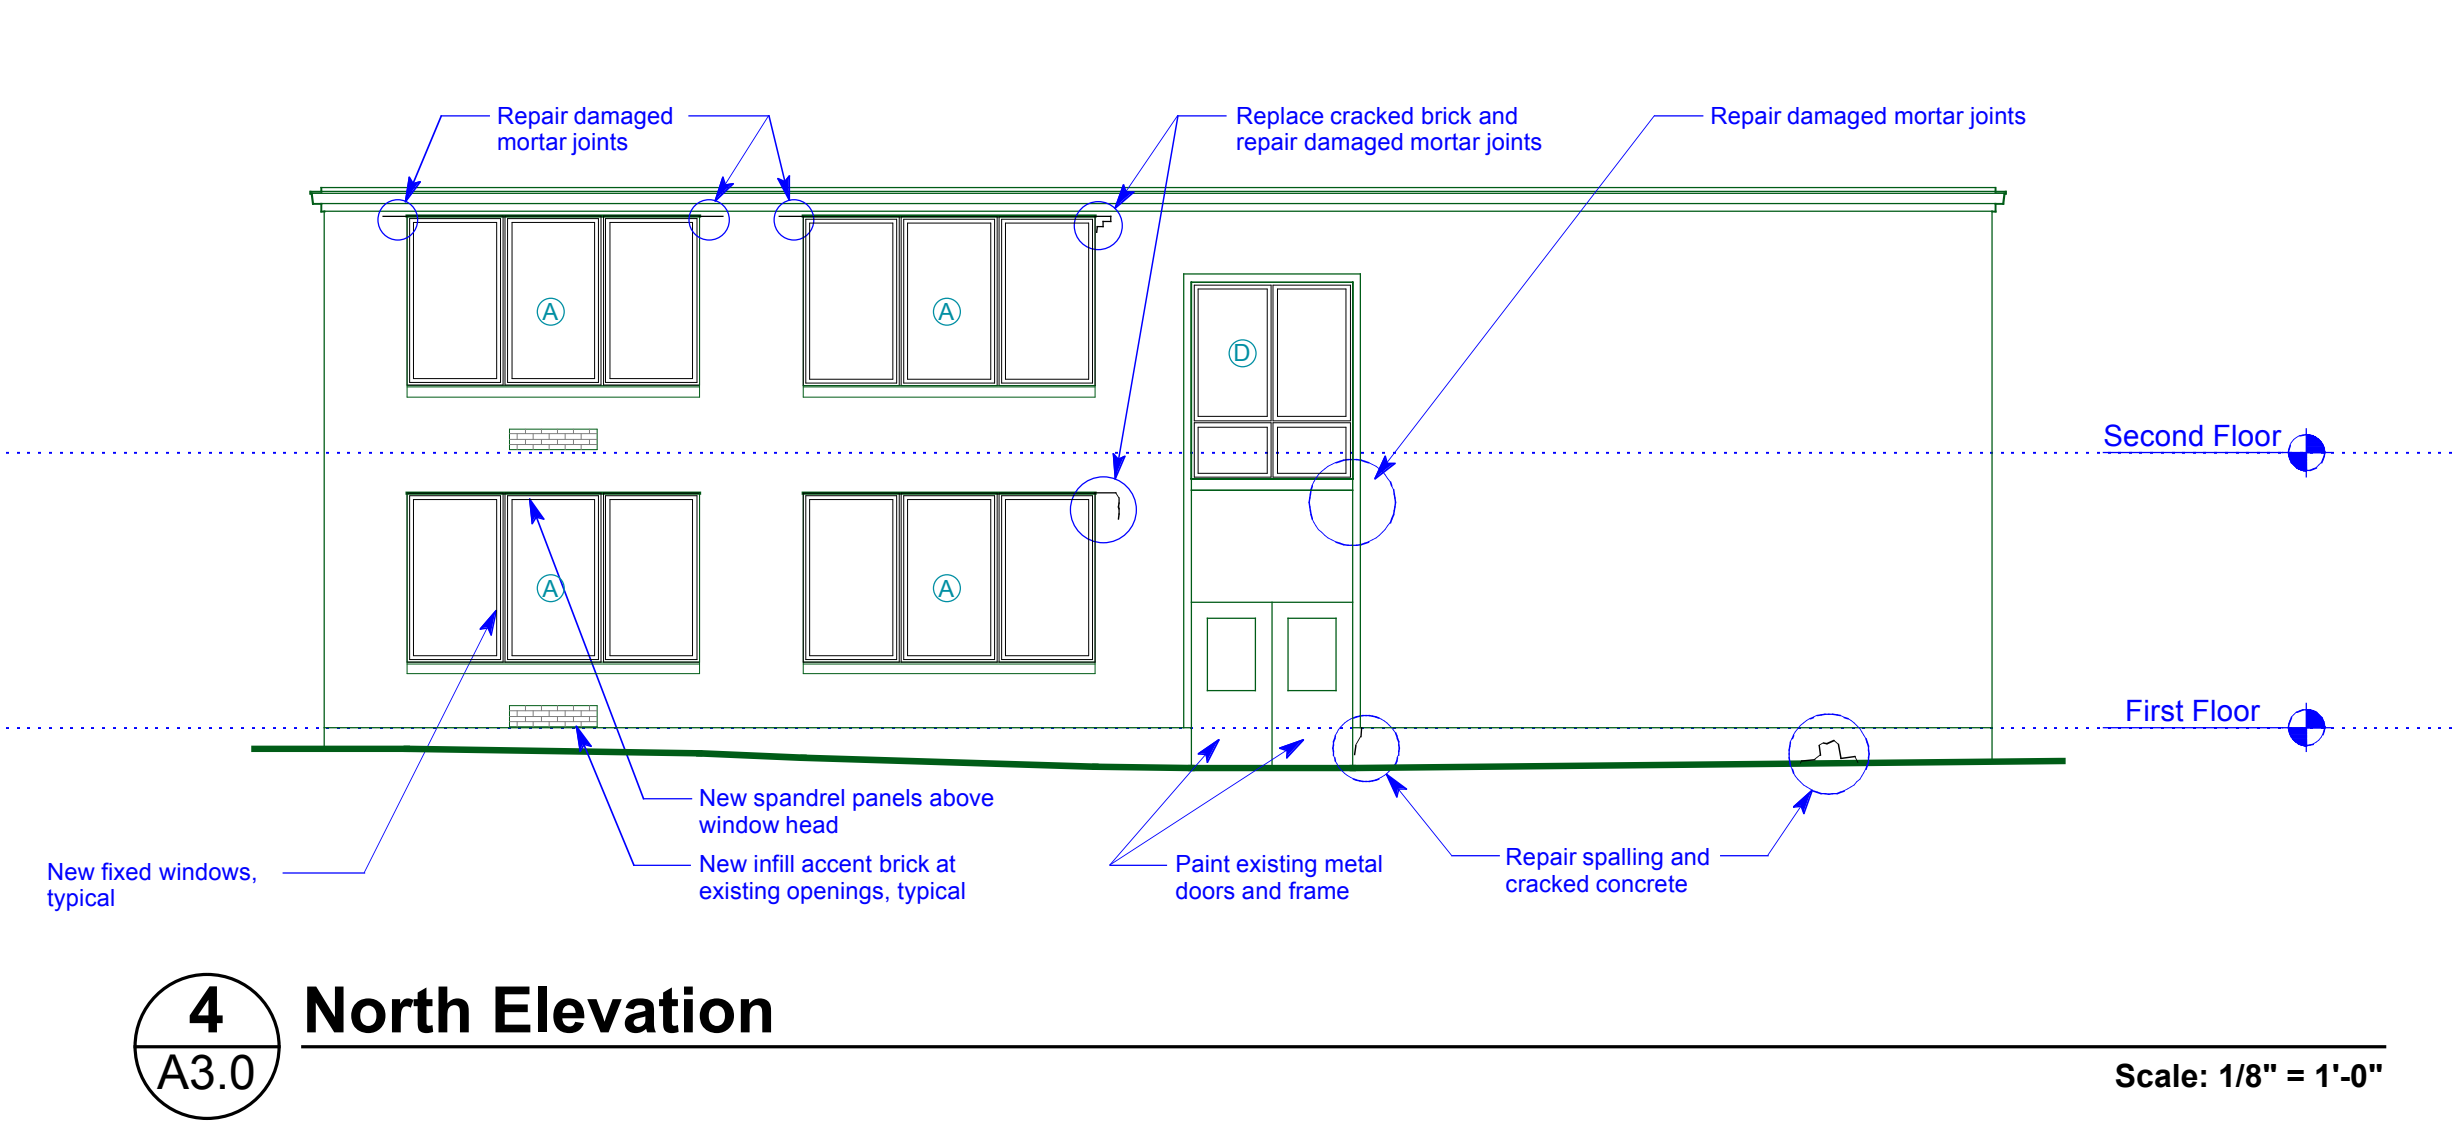 Repair damaged
mortar joints
Replace cracked brick and
repair damaged mortar joints
Repair damaged mortar joints
A
A
D
Second Floor
A
A
First Floor
New spandrel panels above
window head
New infill accent brick at
existing openings, typical
New fixed windows,
typical
Paint existing metal
doors and frame
Repair spalling and
cracked concrete
4
A3.0
North Elevation
Scale: 1/8" = 1'-0"